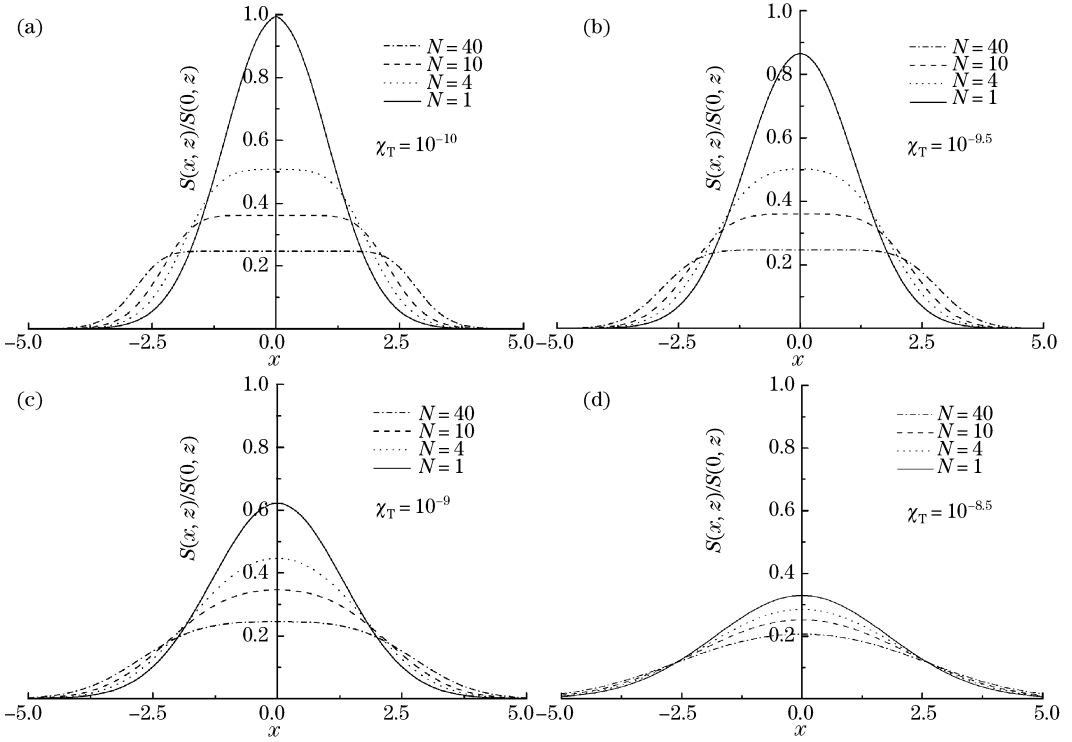 (a)
1.0
0.8
0.6
0.4
0.2
S(x, z)/S(0, z)
N = 40
N = 10
N = 4
N = 1
χT = 10−10
−5.0 −2.5 0.0 2.5 5.0
x
(b)
1.0
0.8
0.6
0.4
0.2
S(x, z)/S(0, z)
N = 40
N = 10
N = 4
N = 1
χT = 10−9.5
−5.0 −2.5 0.0 2.5 5.0
x
(c)
1.0
0.8
0.6
0.4
0.2
S(x, z)/S(0, z)
N = 40
N = 10
N = 4
N = 1
χT = 10−9
−5.0 −2.5 0.0 2.5 5.0
x
(d)
1.0
0.8
0.6
0.4
0.2
S(x, z)/S(0, z)
N = 40
N = 10
N = 4
N = 1
χT = 10−8.5
−5.0 −2.5 0.0 2.5 5.0
x